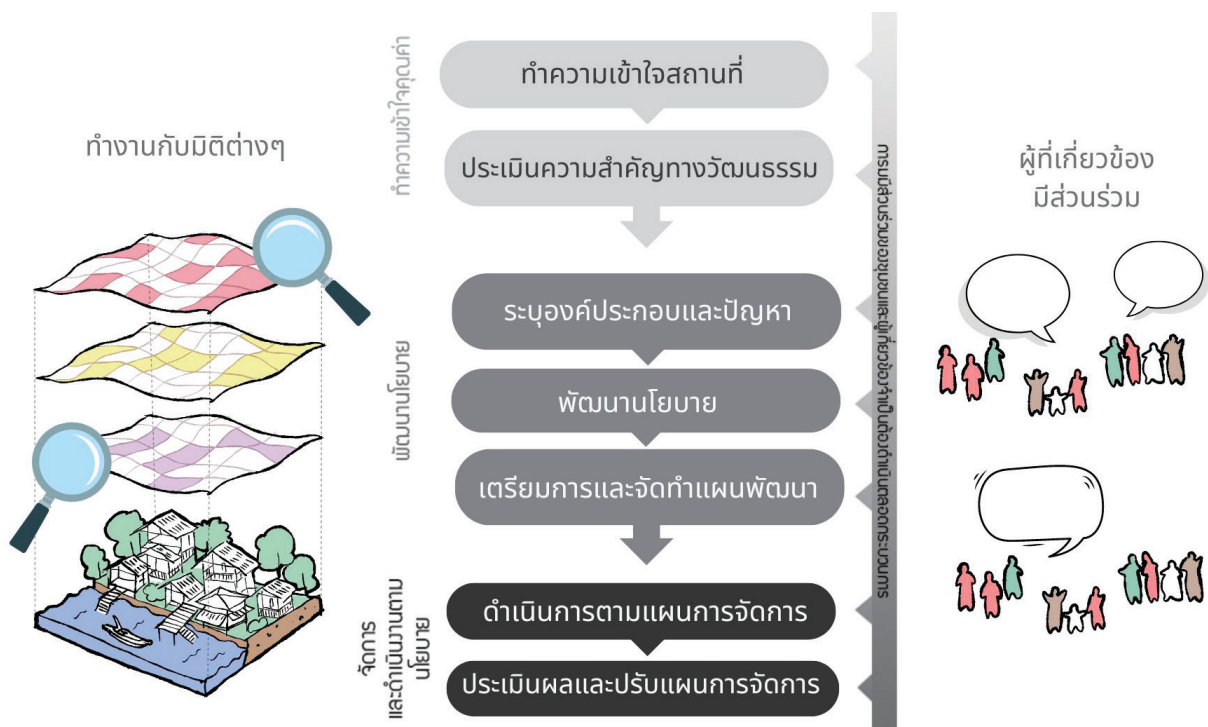 ทำงานกับมิติต่างๆ
ทำความเข้าใจคุณค่า
ทำความเข้าใจสถานที่
ประเมินความสำคัญทางวัฒนธรรม
พัฒนานโยบาย
ระบุองค์ประกอบและปัญหา
พัฒนานโยบาย
เตรียมการและจัดทำแผนพัฒนา
จัดการ
และดำเนินงานตาม
นโยบาย
ดำเนินการตามแผนการจัดการ
ประเมินผลและปรับแผนการจัดการ
การมีส่วนร่วมของชุมชนและผู้เกี่ยวข้องจำเป็นต้องดำเนินตลอดกระบวนการ
ผู้ที่เกี่ยวข้อง
มีส่วนร่วม